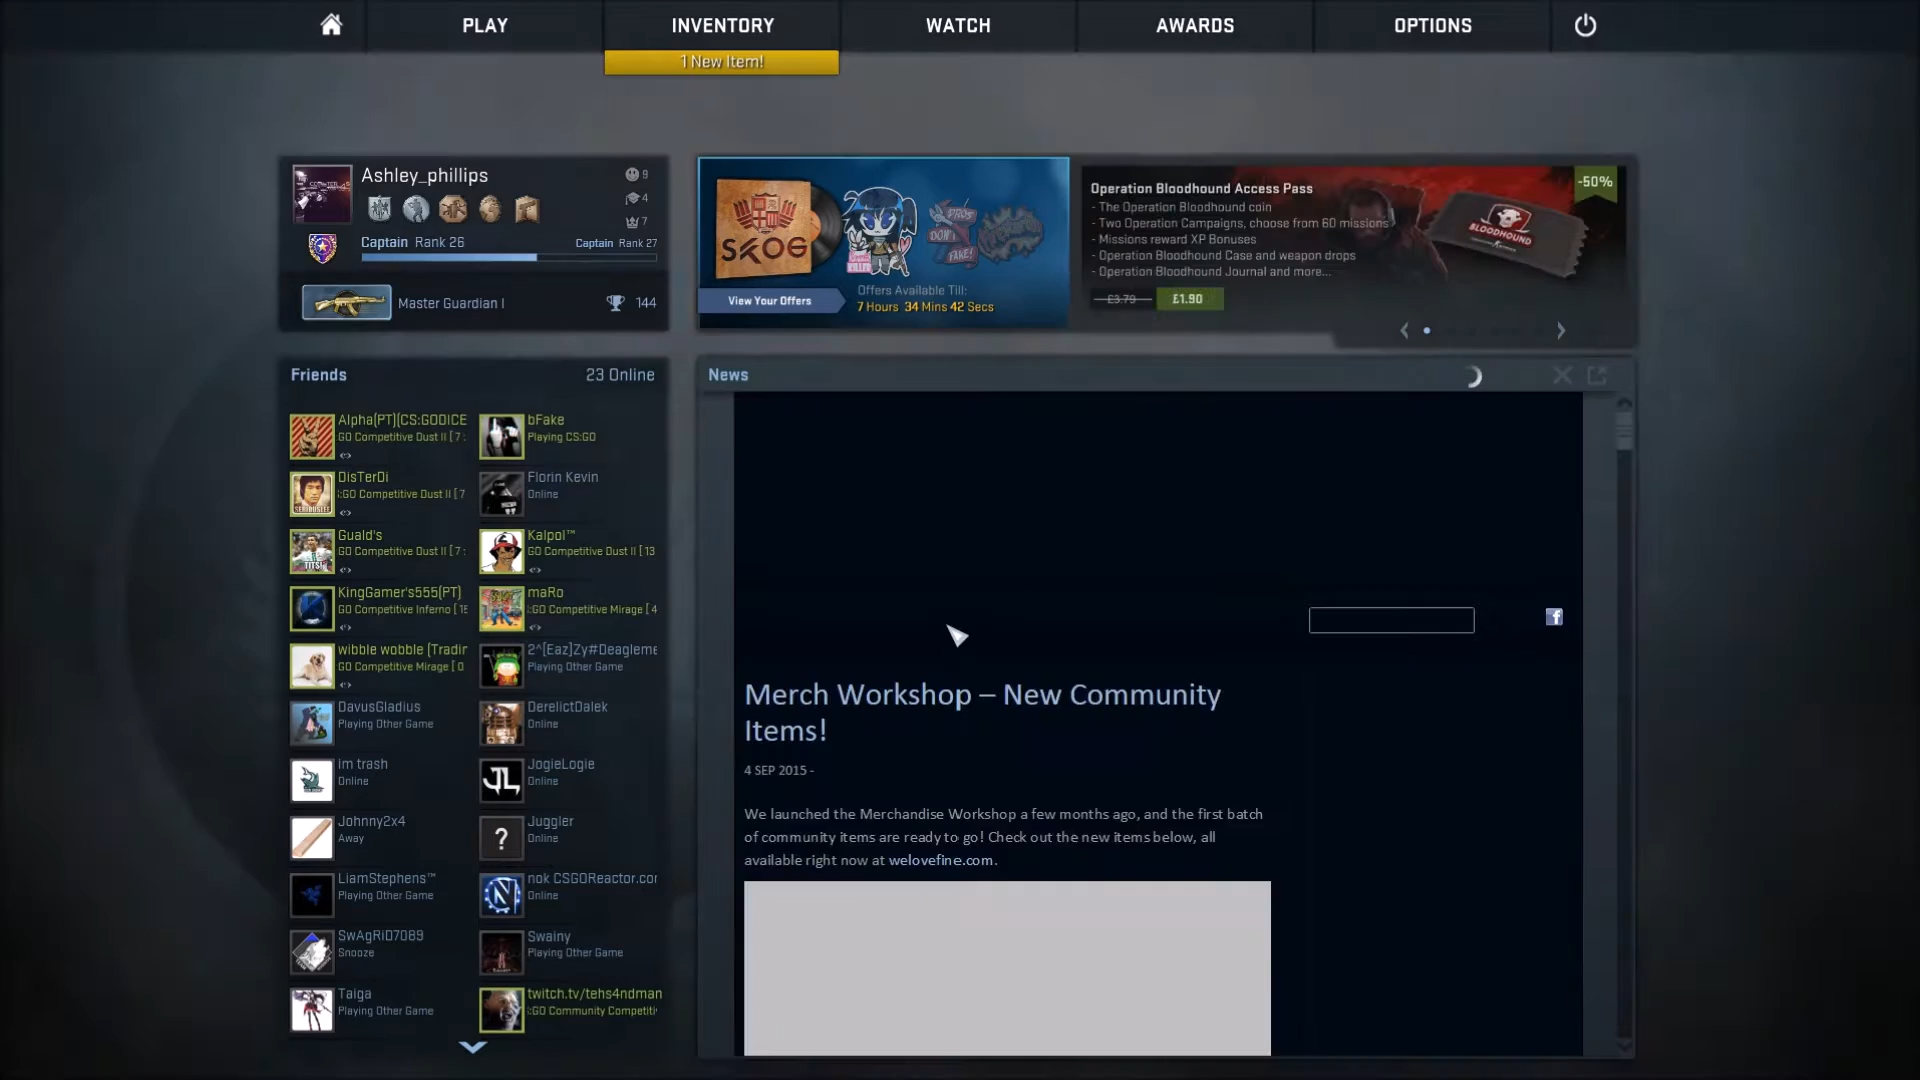 PLAY
INVENTORY
WATCH
AWARDS
OPTIONS
1 New Item!
Ashley_phillips
9
4
7
Captain Rank 26
Captain Rank 27
Master Guardian I
144
SKOG
PROS
DON'T
FAKE!
View Your Offers
Offers Available Till:
7 Hours 34 Mins 42 Secs
Operation Bloodhound Access Pass
- The Operation Bloodhound coin
- Two Operation Campaigns, choose from 60 missions
- Missions reward XP Bonuses
- Operation Bloodhound Case and weapon drops
- Operation Bloodhound Journal and more...
£3.79
£1.90
-50%
BLOODHOUND
Friends
23 Online
Alpha(PT)(CS:GODICE
GO Competitive Dust II [ 7 :
bFake
Playing CS:GO
DisTerDi
:GO Competitive Dust II [ 7
Florin Kevin
Online
Guald's
GO Competitive Dust II [ 7 :
Kalpol™
GO Competitive Dust II [ 13
KingGamer's555(PT)
GO Competitive Inferno [ 15
maRo
:GO Competitive Mirage [ 4
wibble wobble (Tradin
GO Competitive Mirage [ 0
2^[Eaz]Zy#Deagleme
Playing Other Game
DavusGladius
Playing Other Game
DerelictDalek
Online
im trash
Online
JL
JogieLogie
Online
Johnny2x4
Away
?
Juggler
Online
LiamStephens™
Playing Other Game
nok CSGOReactor.cor
Online
SwAgRiD7089
Snooze
Swainy
Playing Other Game
Taiga
Playing Other Game
twitch.tv/tehs4ndman
:GO Community Competiti
News
Merch Workshop – New Community
Items!
4 SEP 2015 -
We launched the Merchandise Workshop a few months ago, and the first batch
of community items are ready to go! Check out the new items below, all
available right now at welovefine.com.